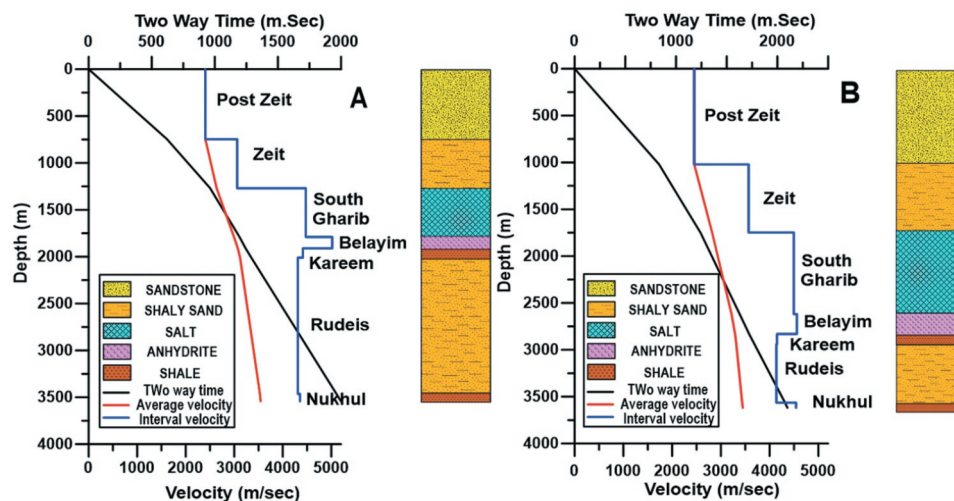 Two Way Time (m.Sec)
0 500 1000 1500 2000
A
Post Zeit
Zeit
South
Gharib
Belayim
Kareem
Rudeis
Nukhul
Depth (m)
0
500
1000
1500
2000
2500
3000
3500
4000
SANDSTONE
SHALY SAND
SALT
ANHYDRITE
SHALE
TWo way time
Average velocity
Interval velocity
0 1000 2000 3000 4000 5000
Velocity (m/sec)
Two Way Time (m.Sec)
0 500 1000 1500 2000 2500
B
Post Zeit
Zeit
South
Gharib
Belayim
Kareem
Rudeis
Nukhul
Depth (m)
0
500
1000
1500
2000
2500
3000
3500
4000
SANDSTONE
SHALY SAND
SALT
ANHYDRITE
SHALE
TWo way time
Average velocity
Interval velocity
0 1000 2000 3000 4000 5000
Velocity (m/sec)